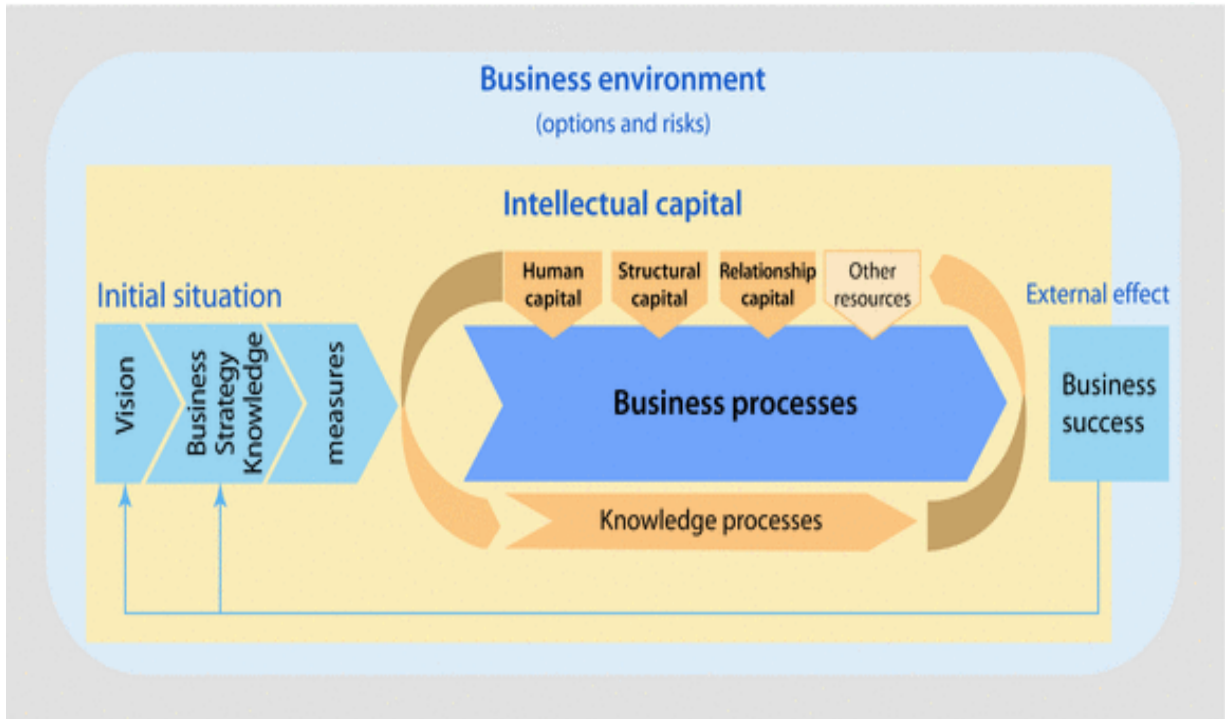 Business environment
(options and risks)
Intellectual capital
Human
capital
Structural
capital
Relationship
capital
Other
resources
Initial situation
External effect
Vision
Business
Strategy
Knowledge
measures
Business processes
Business
success
Knowledge processes